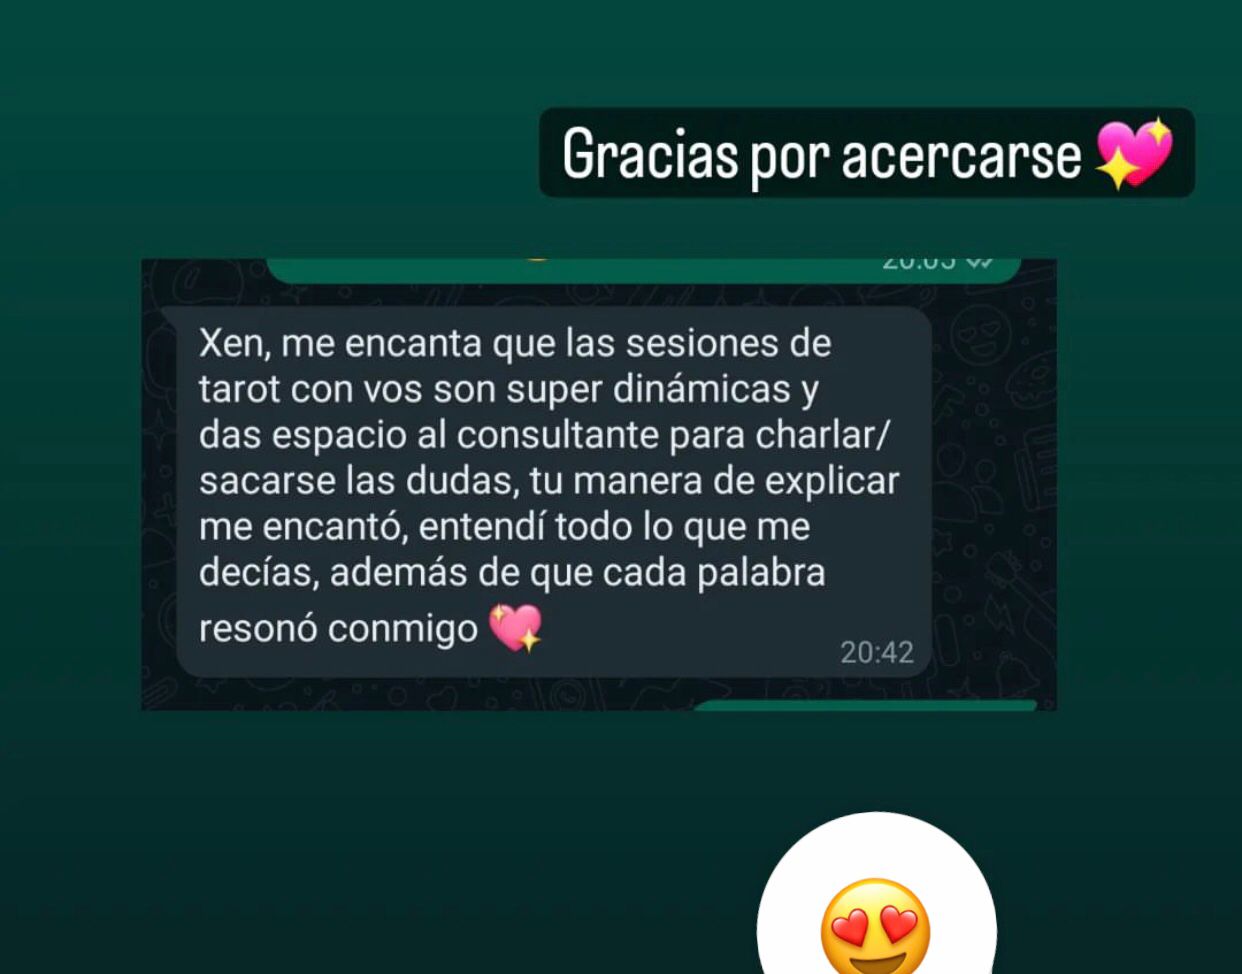 Gracias por acercarse 💖
Xen, me encanta que las sesiones de
tarot con vos son super dinámicas y
das espacio al consultante para charlar/
sacarse las dudas, tu manera de explicar
me encantó, entendí todo lo que me
decías, además de que cada palabra
resonó conmigo 💖
20:42